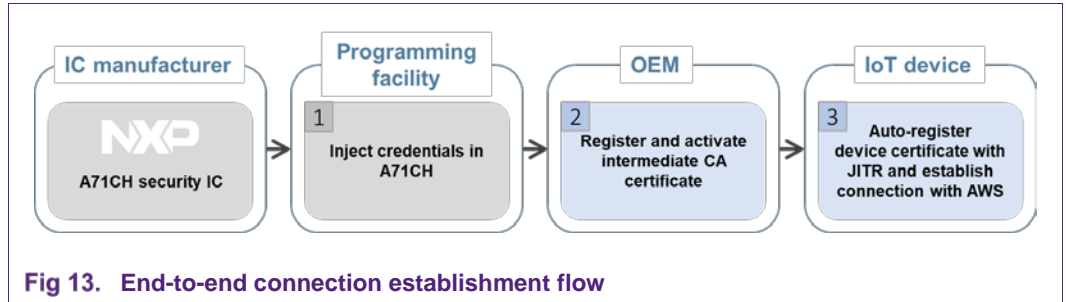 IC manufacturer
NXP
A71CH security IC
Programming
facility
1
Inject credentials in
A71CH
OEM
2
Register and activate
intermediate CA
certificate
IoT device
3
Auto-register
device certificate with
JITR and establish
connection with AWS
Fig 13. End-to-end connection establishment flow